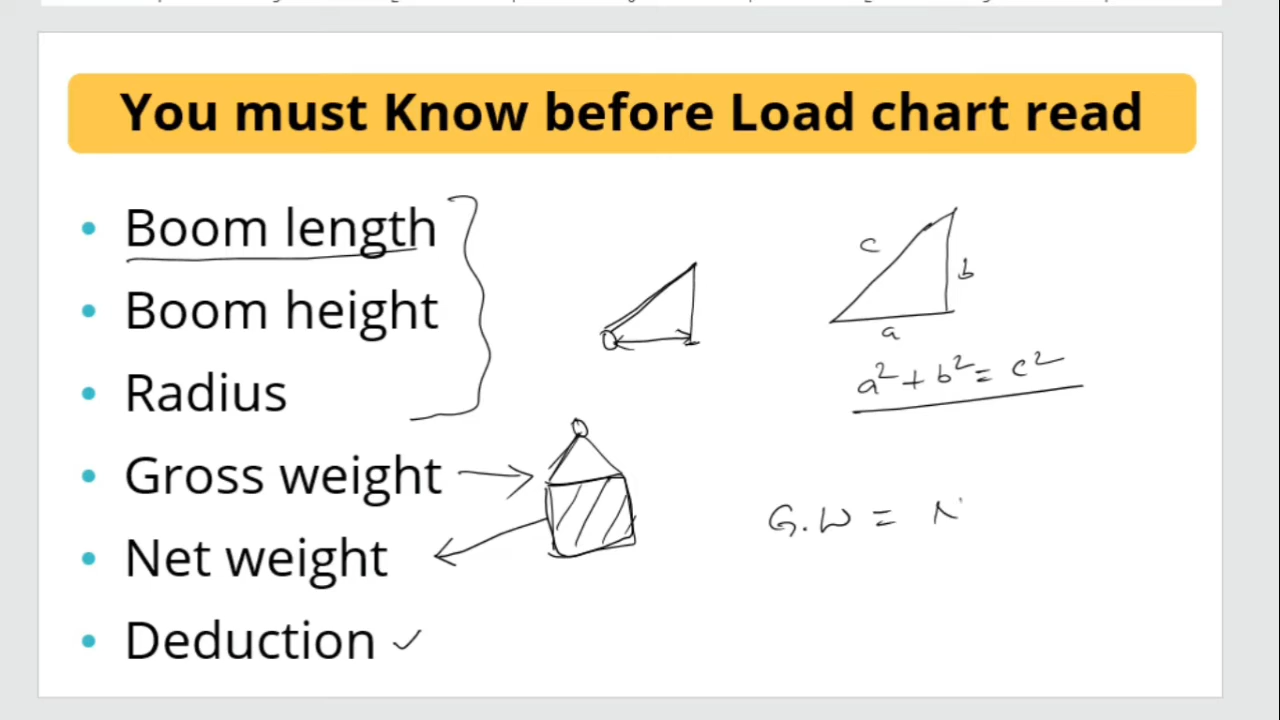 You must Know before Load chart read
• Boom length
• Boom height
• Radius
• Gross weight
• Net weight
• Deduction ✓
c
b
a
a² + b² = c²
G.W = N